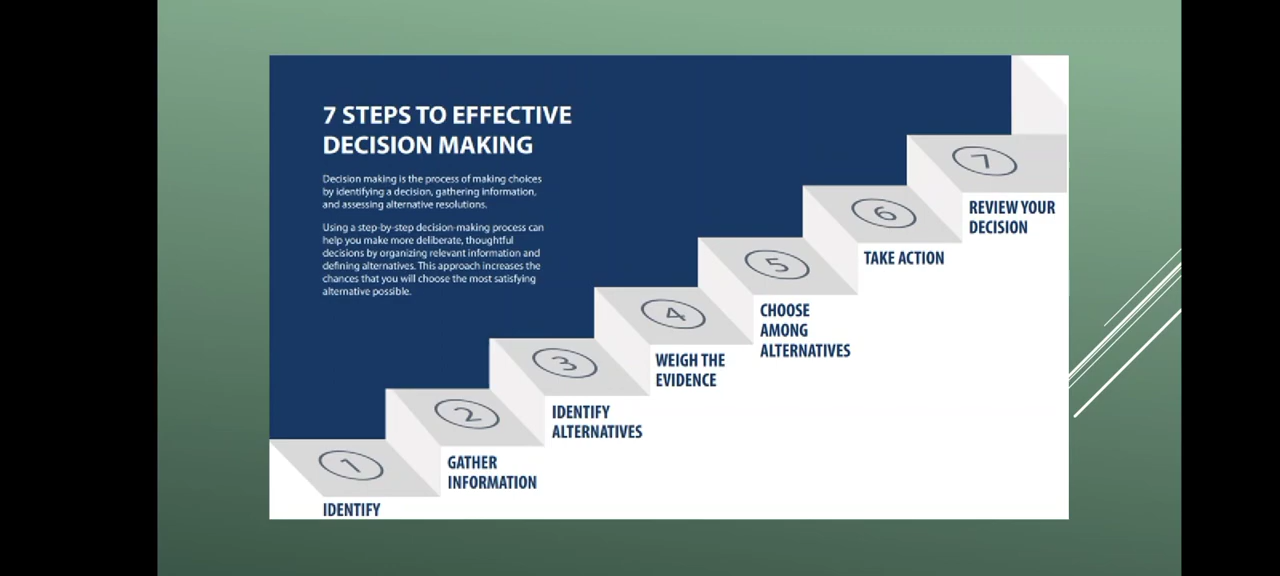 7 STEPS TO EFFECTIVE
DECISION MAKING
Decision making is the process of making choices
by identifying a decision, gathering information,
and assessing alternative resolutions.
Using a step-by-step decision-making process can
help you make more deliberate, thoughtful
decisions by organizing relevant information and
defining alternatives. This approach increases the
chances that you will choose the most satisfying
alternative possible.
1
IDENTIFY
2
GATHER
INFORMATION
3
IDENTIFY
ALTERNATIVES
4
WEIGH THE
EVIDENCE
5
CHOOSE
AMONG
ALTERNATIVES
6
TAKE ACTION
7
REVIEW YOUR
DECISION